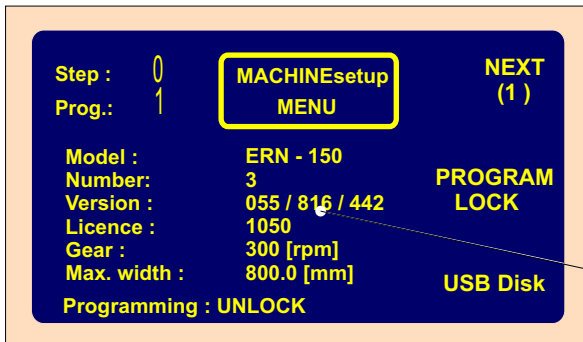 Step : 0
Prog.: 1
MACHINEsetup
MENU
NEXT
(1 )
Model : ERN - 150
Number: 3
Version : 055 / 816 / 442
Licence : 1050
Gear : 300 [rpm]
Max. width : 800.0 [mm]
Programming : UNLOCK
PROGRAM
LOCK
USB Disk